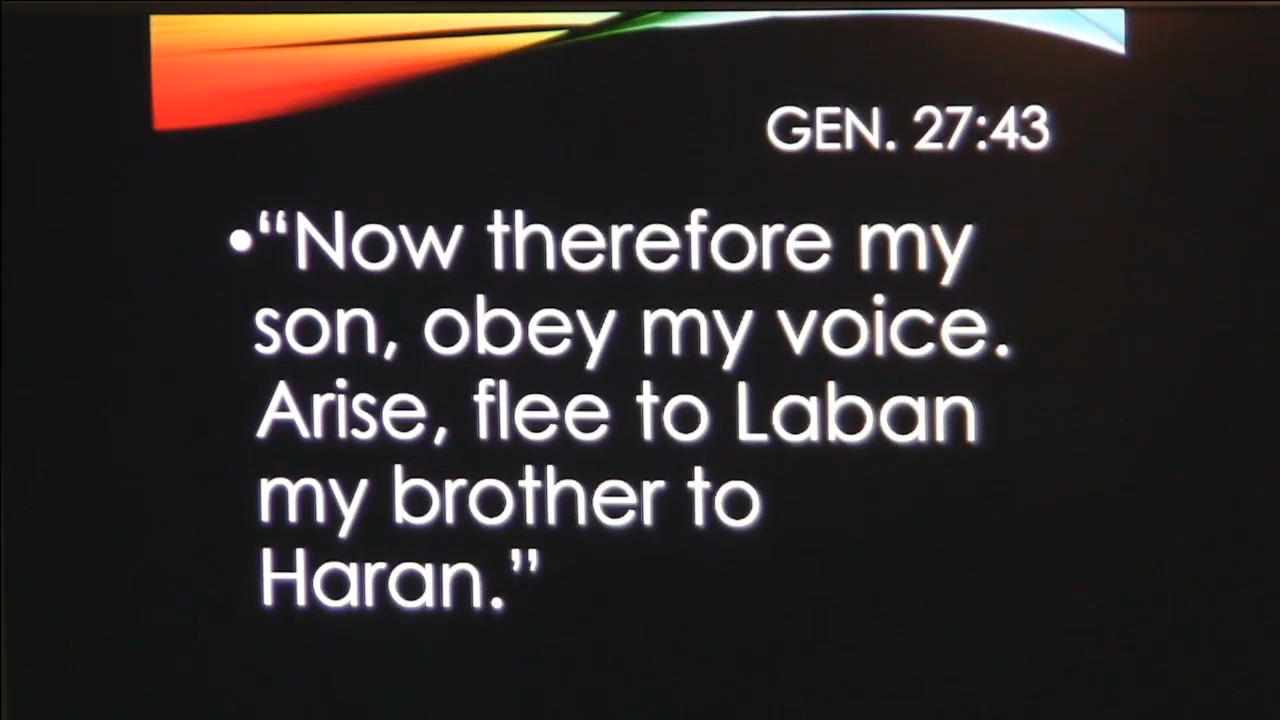 GEN. 27:43
•“Now therefore my
son, obey my voice.
Arise, flee to Laban
my brother to
Haran.”